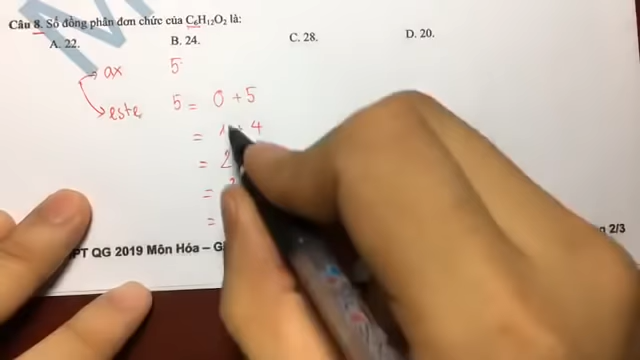 Câu 8. Số đồng phân đơn chức của C₆H₁₂O₂ là:
A. 22. B. 24. C. 28. D. 20.
ax 5
este 5 = 0 + 5
= 1 + 4
= 2
= 3
=
PT QG 2019 Môn Hóa – G 2/3